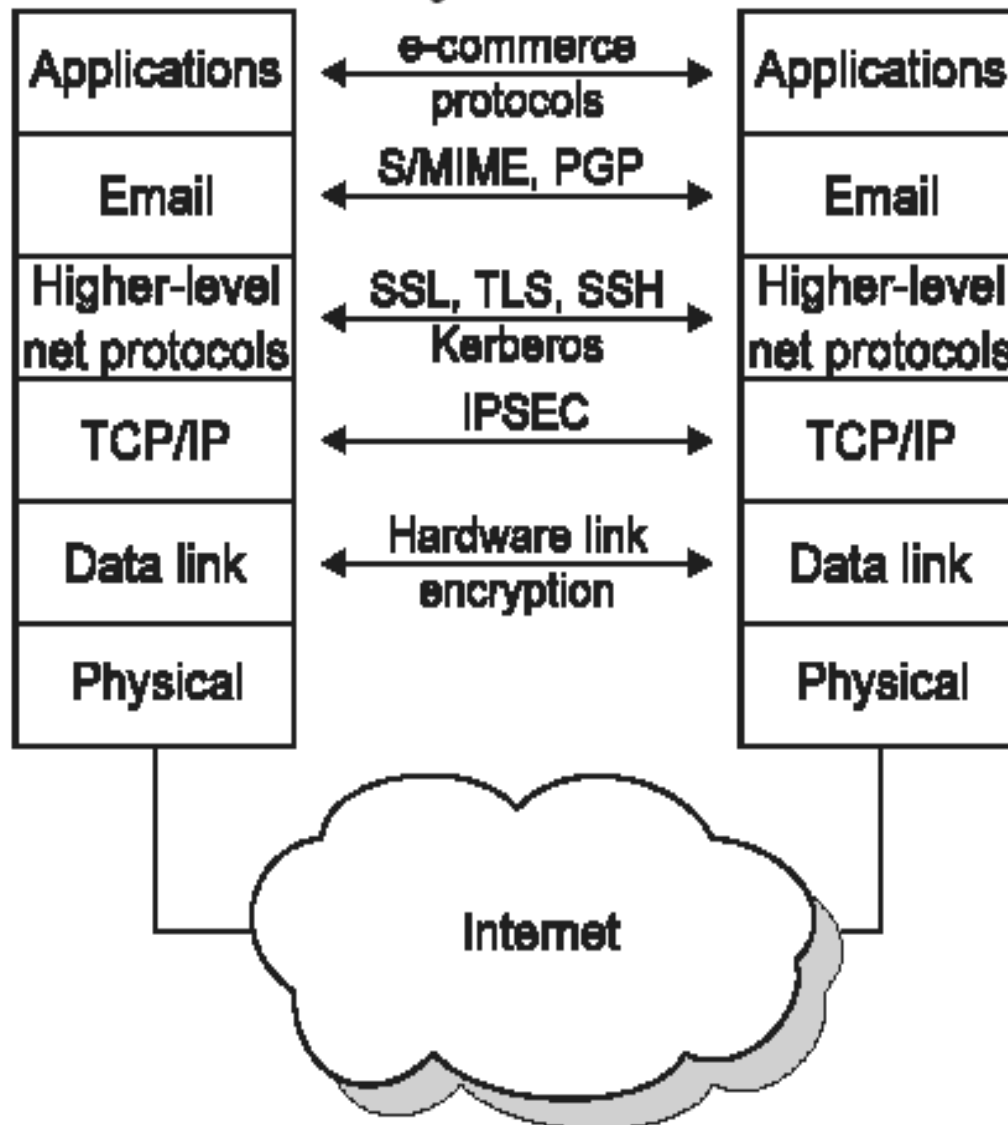 Applications
e-commerce
protocols
Applications
Email
S/MIME, PGP
Email
Higher-level
net protocols
SSL, TLS, SSH
Kerberos
Higher-level
net protocols
TCP/IP
IPSEC
TCP/IP
Data link
Hardware link
encryption
Data link
Physical
Physical
Internet